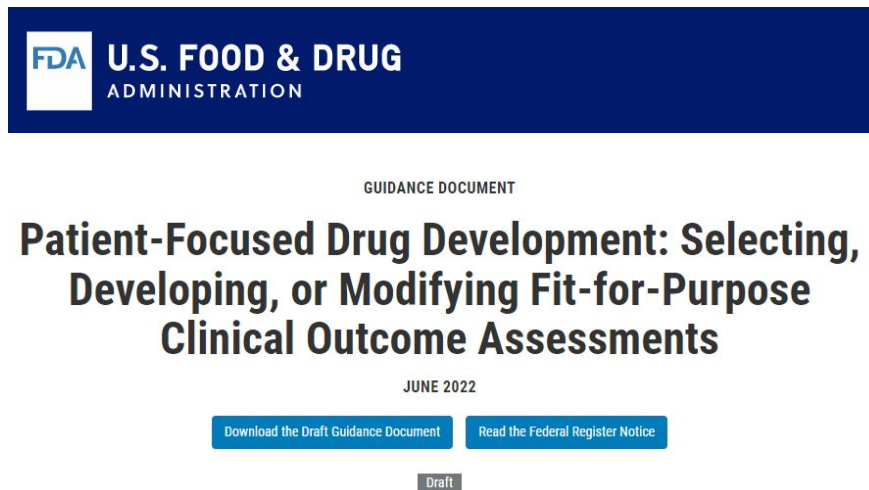 FDA
U.S. FOOD & DRUG
ADMINISTRATION
GUIDANCE DOCUMENT
Patient-Focused Drug Development: Selecting,
Developing, or Modifying Fit-for-Purpose
Clinical Outcome Assessments
JUNE 2022
Download the Draft Guidance Document
Read the Federal Register Notice
Draft